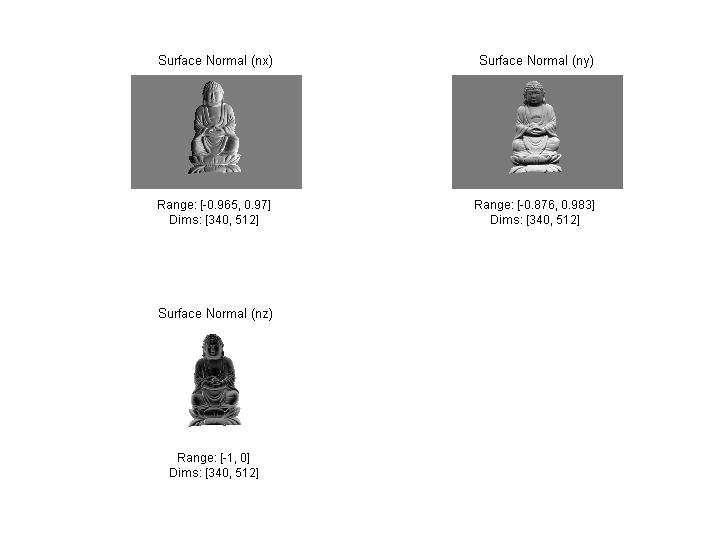 Surface Normal (nx)
Range: [-0.965, 0.97]
Dims: [340, 512]
Surface Normal (ny)
Range: [-0.876, 0.983]
Dims: [340, 512]
Surface Normal (nz)
Range: [-1, 0]
Dims: [340, 512]